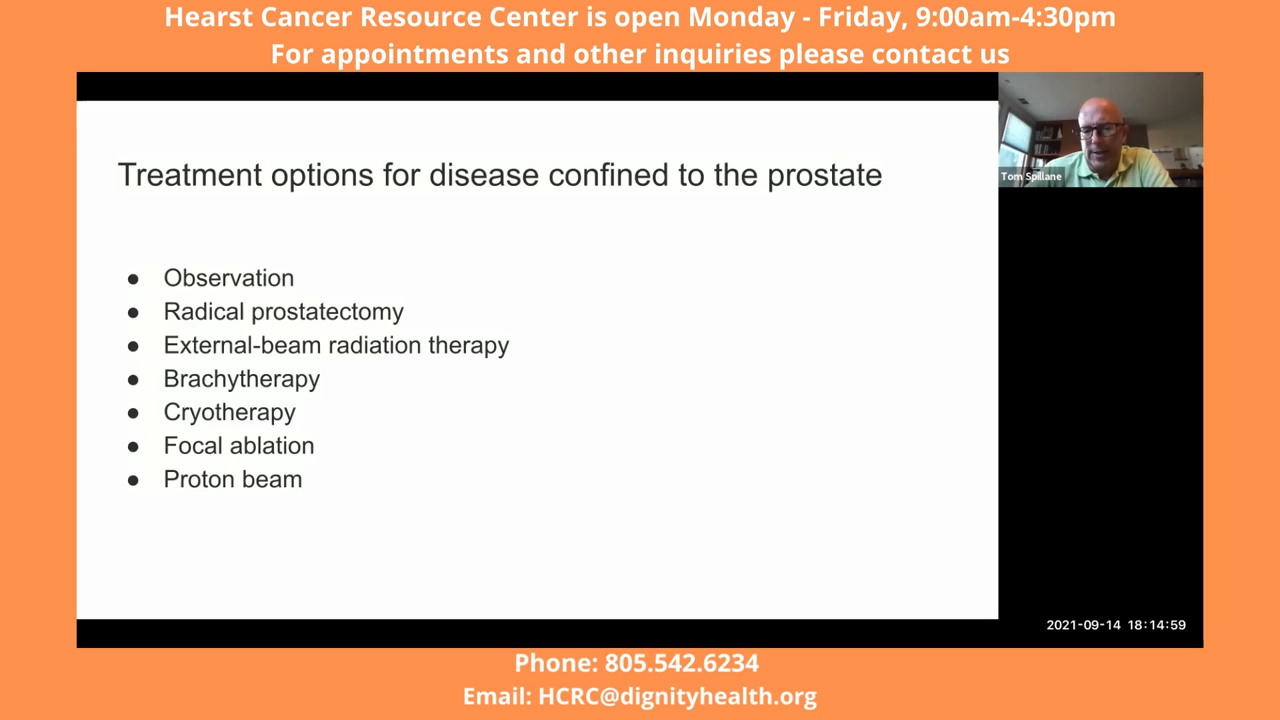 Hearst Cancer Resource Center is open Monday - Friday, 9:00am-4:30pm
For appointments and other inquiries please contact us
Treatment options for disease confined to the prostate
● Observation
● Radical prostatectomy
● External-beam radiation therapy
● Brachytherapy
● Cryotherapy
● Focal ablation
● Proton beam
Tom Spillane
2021-09-14 18:14:59
Phone: 805.542.6234
Email: HCRC@dignityhealth.org